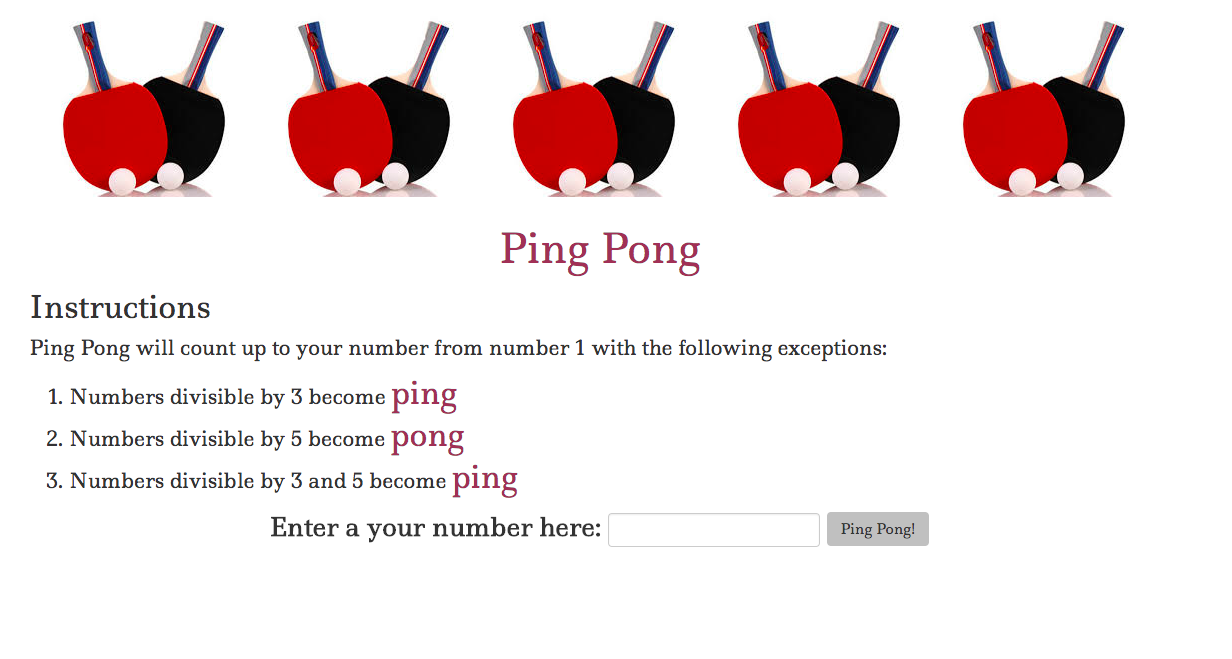 Ping Pong
Instructions
Ping Pong will count up to your number from number 1 with the following exceptions:
1. Numbers divisible by 3 become ping
2. Numbers divisible by 5 become pong
3. Numbers divisible by 3 and 5 become ping
Enter a your number here: Ping Pong!